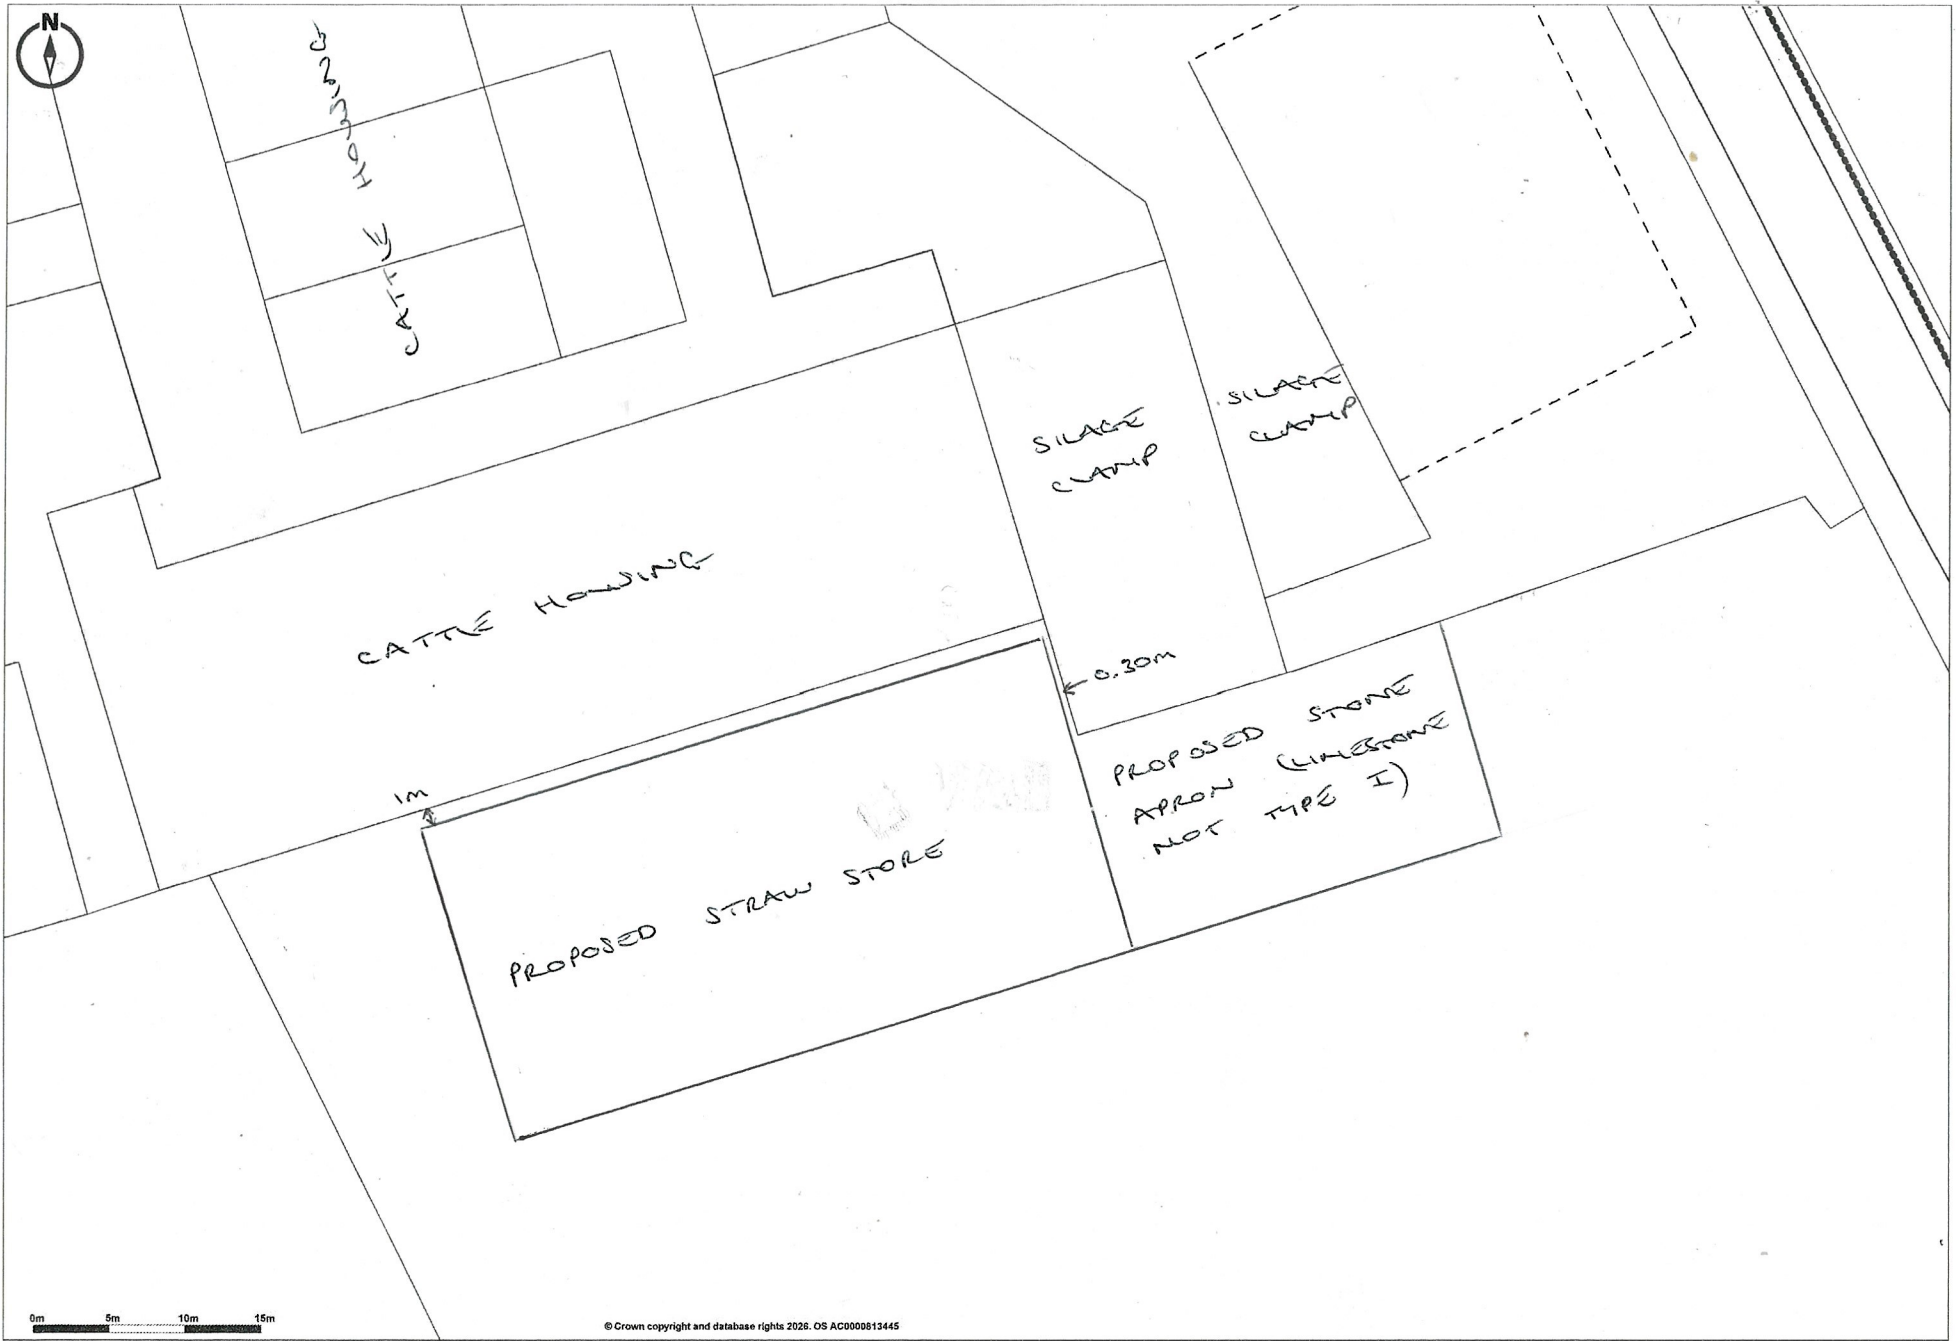 N
CATTLE HOUSING
SILAGE
CLAMP
SILAGE
CLAMP
CATTLE HOUSING
0.30m
1m
PROPOSED STONE
APRON (LIMESTONE
NOT TYPE I)
PROPOSED STRAW STORE
0m 5m 10m 15m
© Crown copyright and database rights 2026. OS AC0000813445